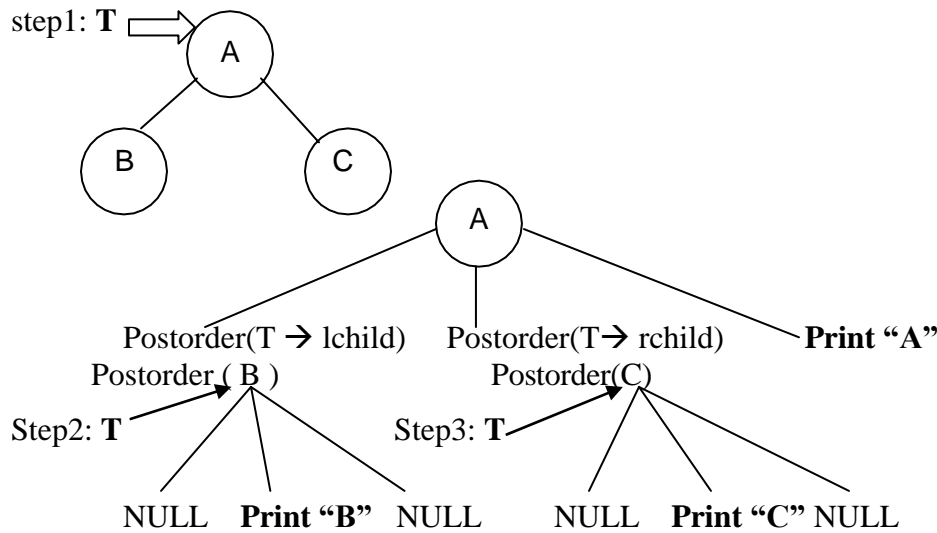 step1: T
A
B C
A
Postorder(T → lchild) Postorder(T→ rchild) Print “A”
Postorder ( B ) Postorder(C)
Step2: T Step3: T
NULL Print “B” NULL NULL Print “C” NULL